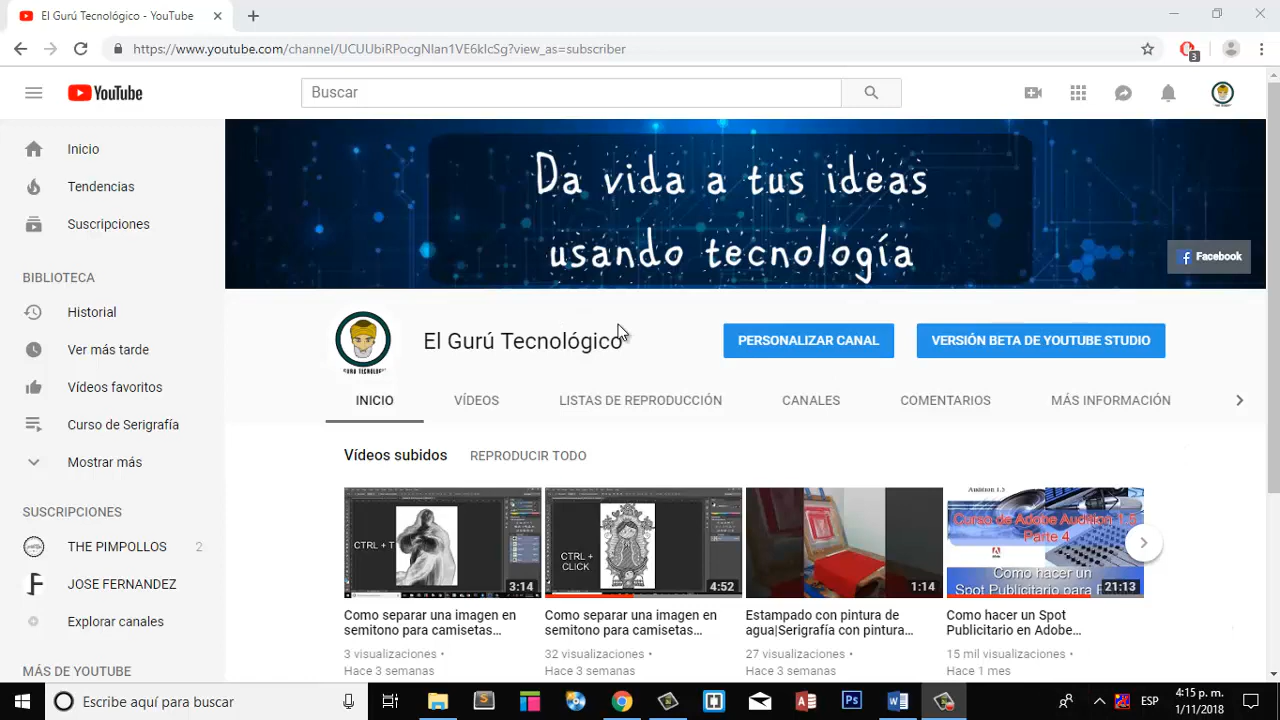 El Gurú Tecnológico - YouTube
https://www.youtube.com/channel/UCUUbiRPocgNIan1VE6klcSg?view_as=subscriber
3
YouTube
Buscar
Inicio
Tendencias
Suscripciones
BIBLIOTECA
Historial
Ver más tarde
Vídeos favoritos
Curso de Serigrafía
Mostrar más
SUSCRIPCIONES
THE PIMPOLLOS 2
JOSE FERNANDEZ
Explorar canales
MÁS DE YOUTUBE
Da vida a tus ideas
usando tecnología
Facebook
El Gurú Tecnológico
PERSONALIZAR CANAL
VERSIÓN BETA DE YOUTUBE STUDIO
INICIO VÍDEOS LISTAS DE REPRODUCCIÓN CANALES COMENTARIOS MÁS INFORMACIÓN
Vídeos subidos REPRODUCIR TODO
CTRL + T
3:14
Como separar una imagen en
semitono para camisetas...
3 visualizaciones •
Hace 3 semanas
CTRL +
CLICK
4:52
Como separar una imagen en
semitono para camisetas...
32 visualizaciones •
Hace 3 semanas
1:14
Estampado con pintura de
agua|Serigrafía con pintura...
27 visualizaciones •
Hace 3 semanas
Audition 1.5
Curso de Adobe Audition 1.5
Parte 4
Como hacer un
Spot Publicitario para
21:13
Como hacer un Spot
Publicitario en Adobe...
15 mil visualizaciones •
Hace 1 mes
Escribe aquí para buscar
Ps
ESP
4:15 p. m.
1/11/2018